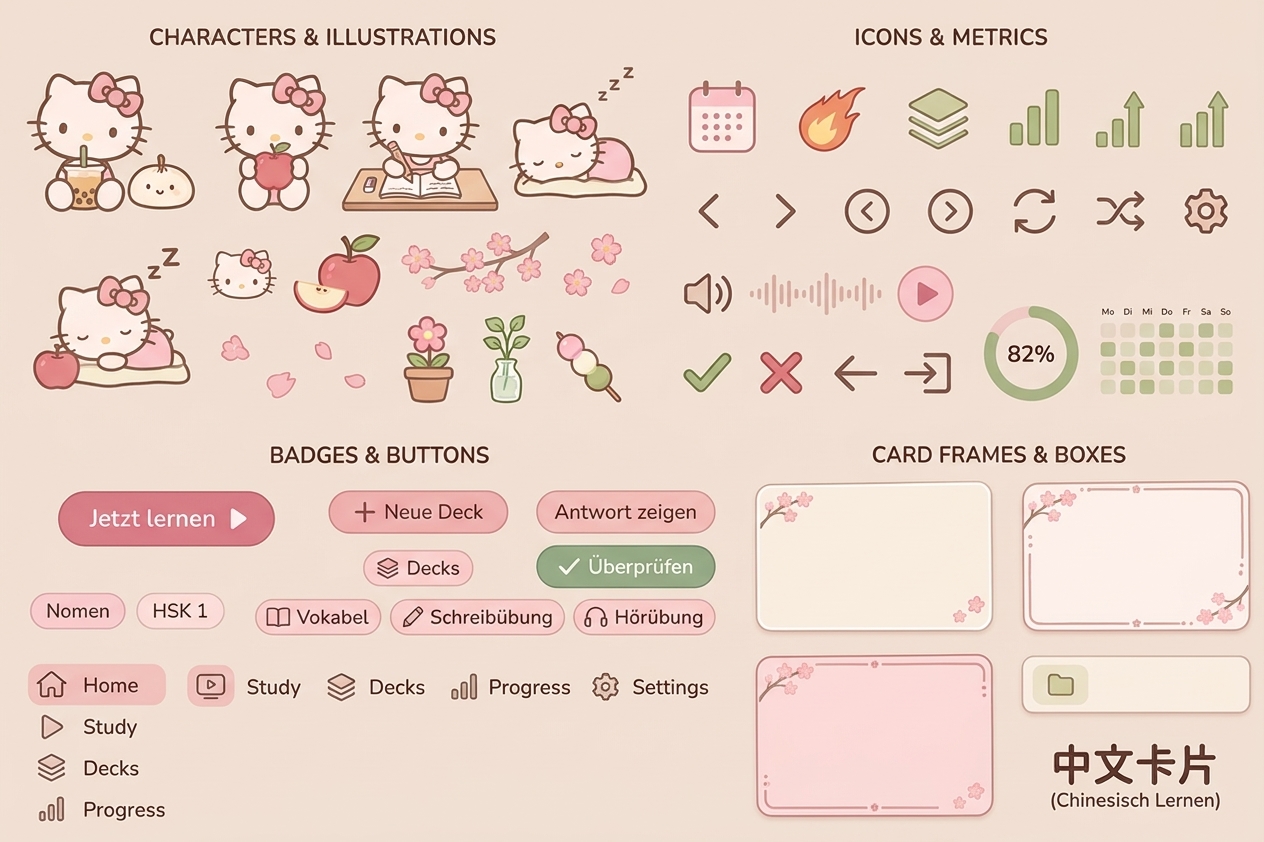 CHARACTERS & ILLUSTRATIONS
z z z
z z
ICONS & METRICS
82%
Mo Di Mi Do Fr Sa So
BADGES & BUTTONS
Jetzt lernen
Neue Deck
Antwort zeigen
Decks
Überprüfen
Nomen
HSK 1
Vokabel
Schreibübung
Hörübung
Home
Study
Decks
Progress
Settings
Study
Decks
Progress
CARD FRAMES & BOXES
中文卡片
(Chinesisch Lernen)